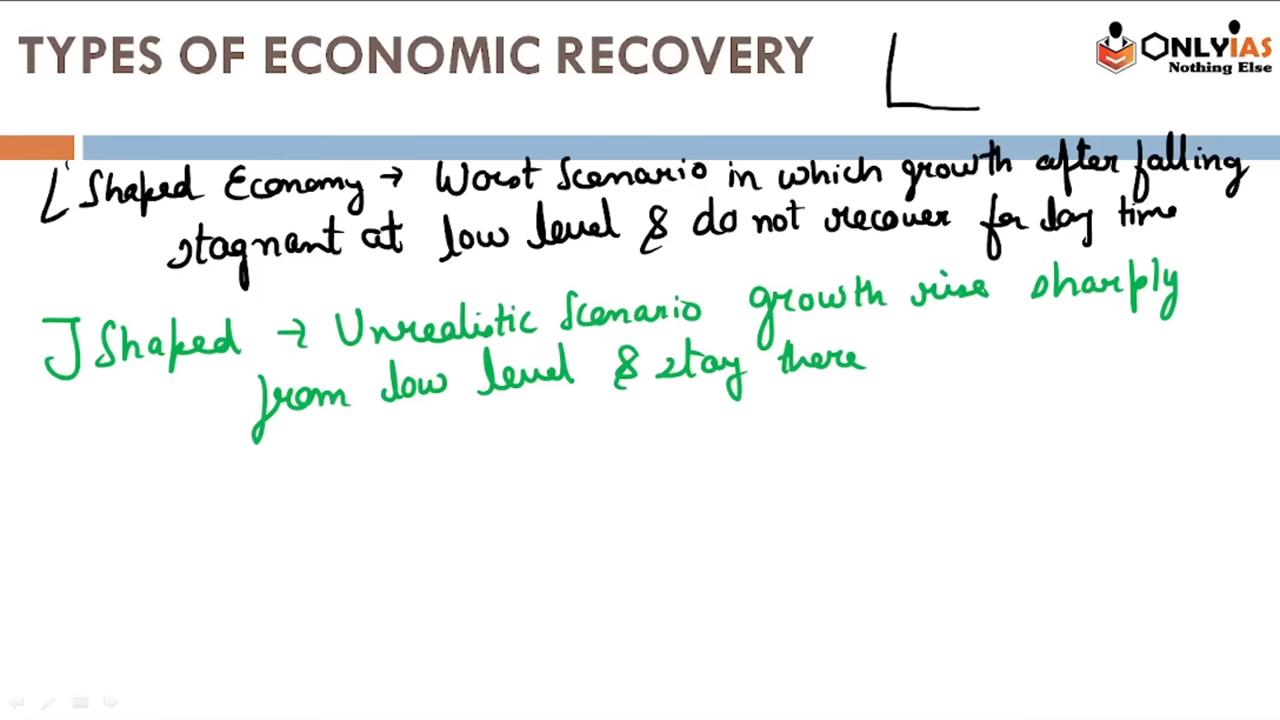 TYPES OF ECONOMIC RECOVERY
ONLYIAS
Nothing Else
L Shaped Economy → Worst Scenario in which growth after falling
stagnant at low level & do not recover for long time
J Shaped → Unrealistic Scenario growth rise sharply
from low level & stay there